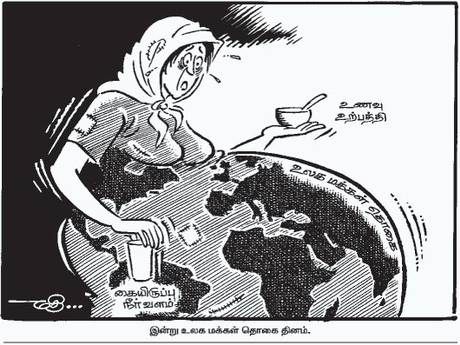 உணவு
உற்பத்தி
உலக மக்கள் தொகை
கையிருப்பு
நீர் வளம்
இன்று உலக மக்கள் தொகை தினம்.